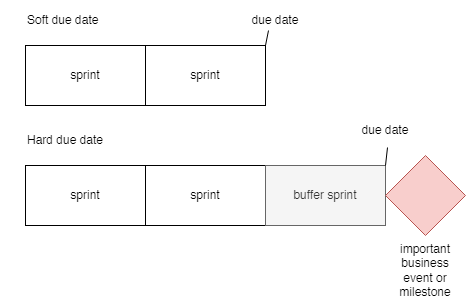 Soft due date
due date
sprint
sprint
Hard due date
due date
sprint
sprint
buffer sprint
important
business
event or
milestone